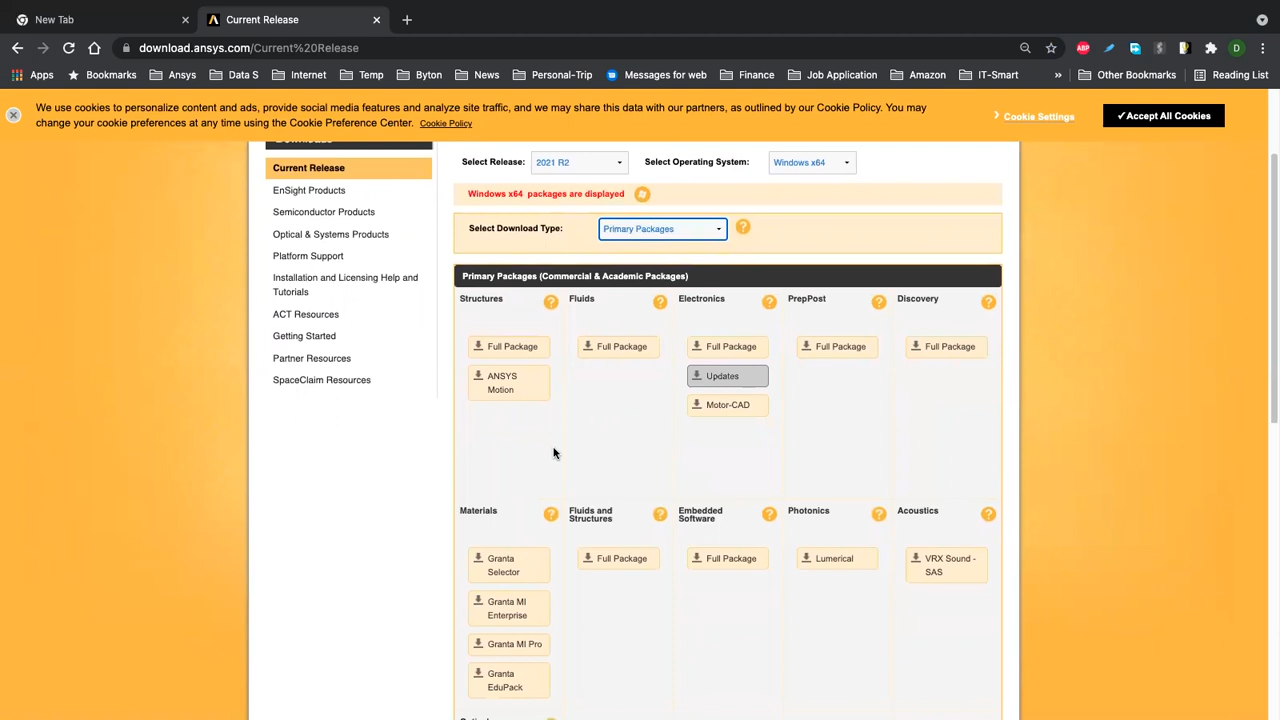 New Tab
Current Release
download.ansys.com/Current%20Release
ABP
D
Apps
Bookmarks
Ansys
Data S
Internet
Temp
Byton
News
Personal-Trip
Messages for web
Finance
Job Application
Amazon
IT-Smart
»
Other Bookmarks
Reading List
We use cookies to personalize content and ads, provide social media features and analyze site traffic, and we may share this data with our partners, as outlined by our Cookie Policy. You may
change your cookie preferences at any time using the Cookie Preference Center. Cookie Policy
Cookie Settings
✓Accept All Cookies
Downloads
Current Release
EnSight Products
Semiconductor Products
Optical & Systems Products
Platform Support
Installation and Licensing Help and
Tutorials
ACT Resources
Getting Started
Partner Resources
SpaceClaim Resources
Select Release: 2021 R2 Select Operating System: Windows x64
Windows x64 packages are displayed
Select Download Type: Primary Packages ?
Primary Packages (Commercial & Academic Packages)
Structures ? Fluids ? Electronics ? PrepPost ? Discovery ?
Full Package Full Package Full Package Full Package Full Package
ANSYS
Motion
Updates
Motor-CAD
Materials ?
Fluids and
Structures ?
Embedded
Software ?
Photonics ?
Acoustics ?
Granta
Selector
Full Package
Full Package
Lumerical
VRX Sound -
SAS
Granta MI
Enterprise
Granta MI Pro
Granta
EduPack